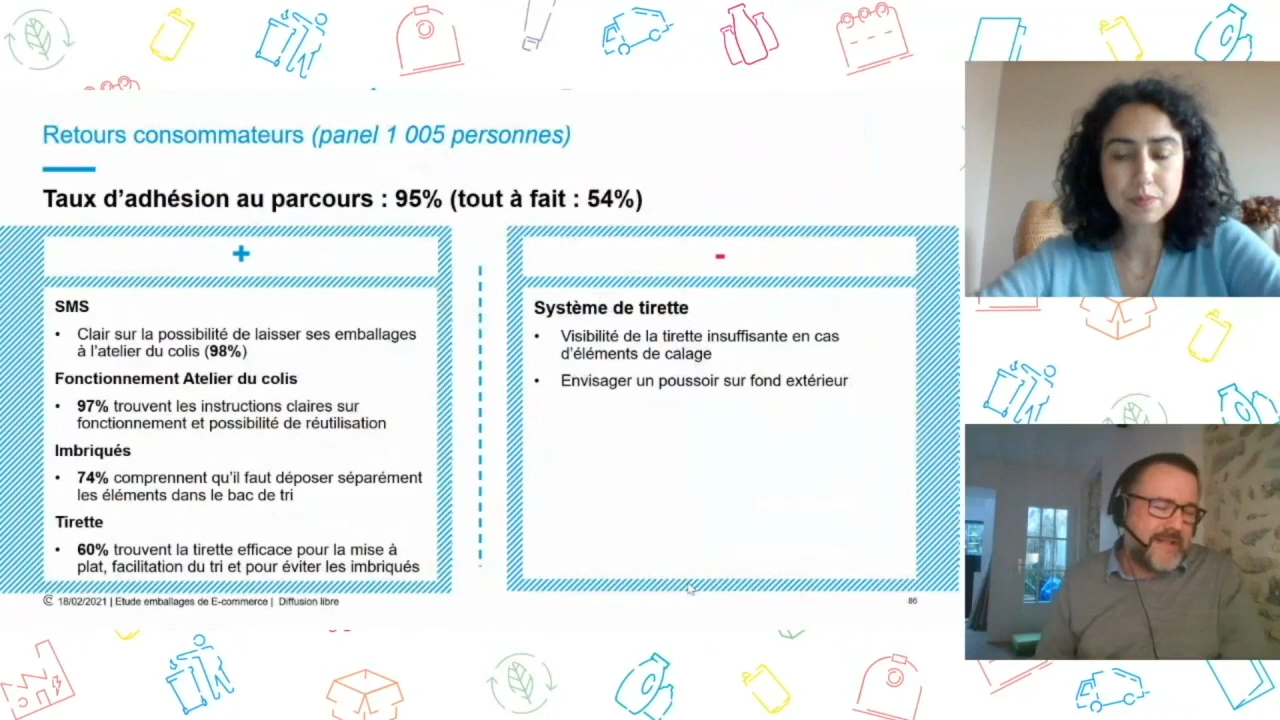 Retours consommateurs (panel 1 005 personnes)
Taux d’adhésion au parcours : 95% (tout à fait : 54%)
+
SMS
• Clair sur la possibilité de laisser ses emballages
à l’atelier du colis (98%)
Fonctionnement Atelier du colis
• 97% trouvent les instructions claires sur
fonctionnement et possibilité de réutilisation
Imbriqués
• 74% comprennent qu’il faut déposer séparément
les éléments dans le bac de tri
Tirette
• 60% trouvent la tirette efficace pour la mise à
plat, facilitation du tri et pour éviter les imbriqués
-
Système de tirette
• Visibilité de la tirette insuffisante en cas
d’éléments de calage
• Envisager un poussoir sur fond extérieur
18/02/2021 | Etude emballages de E-commerce | Diffusion libre
86